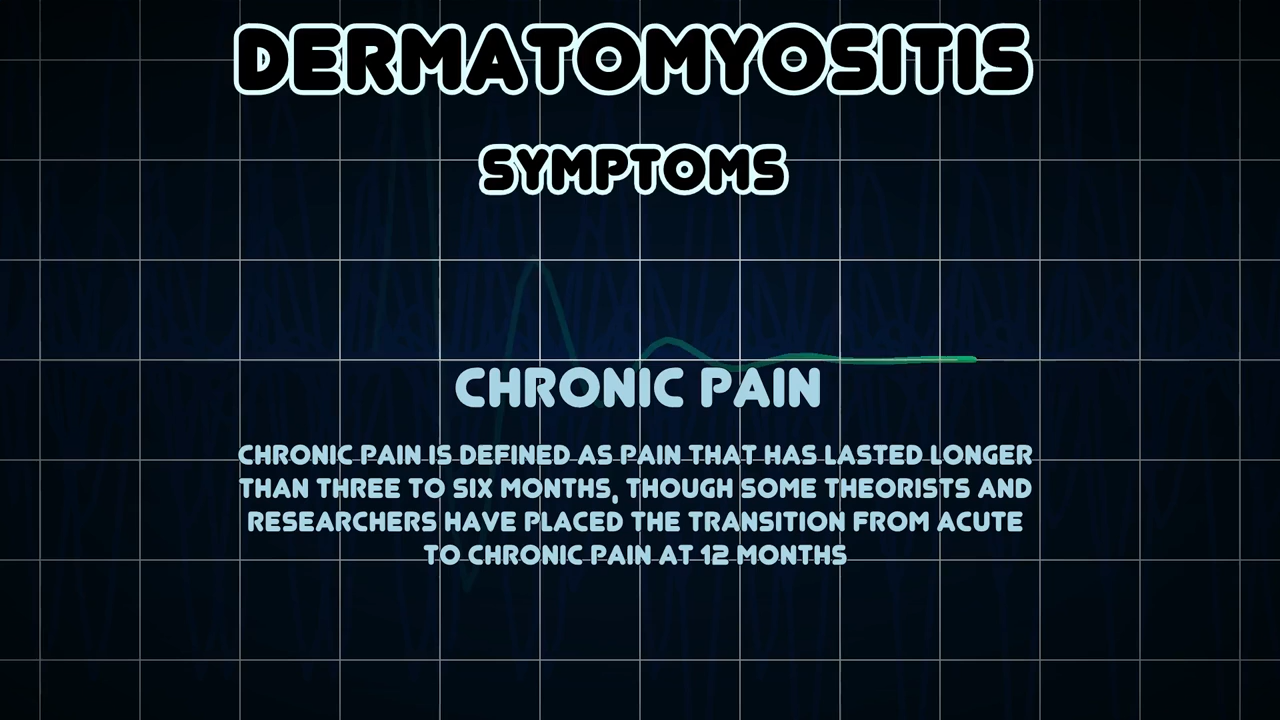 DERMATOMYOSITIS
SYMPTOMS
CHRONIC PAIN
CHRONIC PAIN IS DEFINED AS PAIN THAT HAS LASTED LONGER
THAN THREE TO SIX MONTHS, THOUGH SOME THEORISTS AND
RESEARCHERS HAVE PLACED THE TRANSITION FROM ACUTE
TO CHRONIC PAIN AT 12 MONTHS